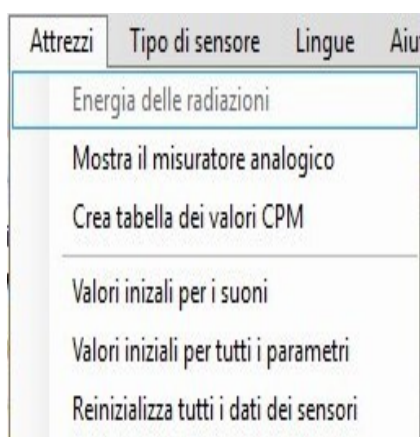 Attrezzi Tipo di sensore Lingue Aiu
Energia delle radiazioni
Mostra il misuratore analogico
Crea tabella dei valori CPM
Valori inizali per i suoni
Valori iniziali per tutti i parametri
Reinizializza tutti i dati dei sensori